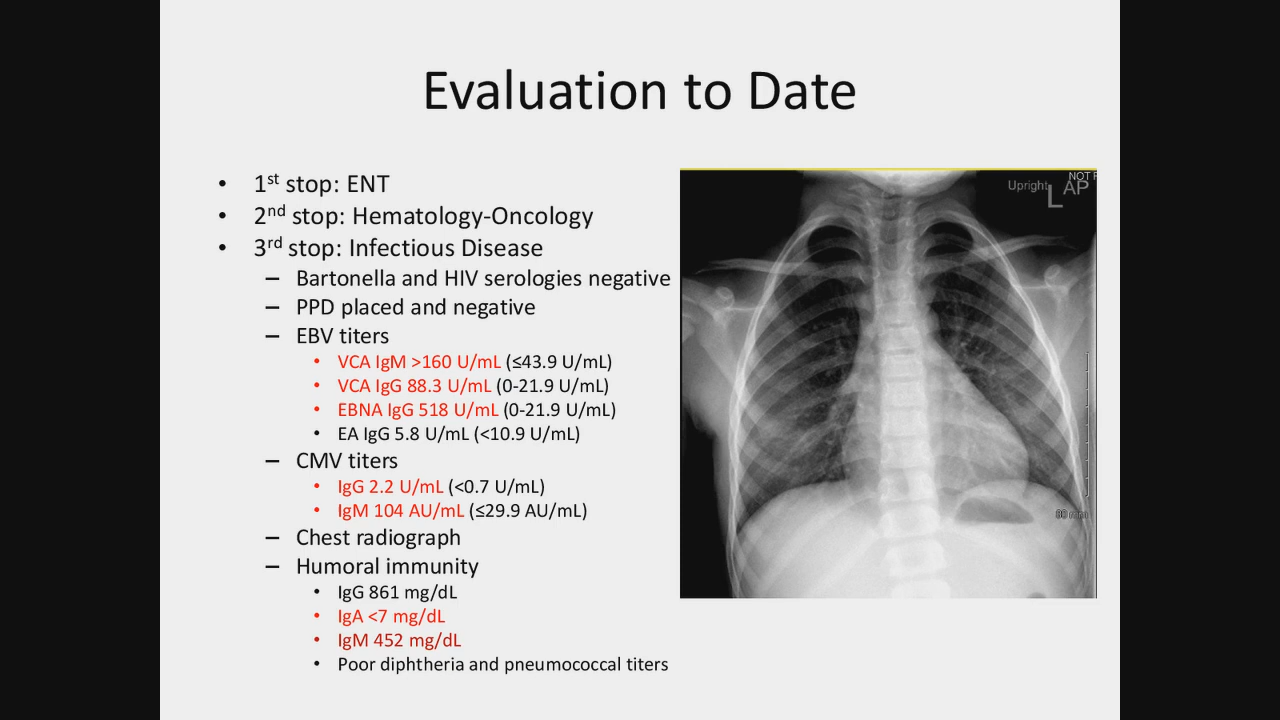 Evaluation to Date
• 1st stop: ENT
• 2nd stop: Hematology-Oncology
• 3rd stop: Infectious Disease
– Bartonella and HIV serologies negative
– PPD placed and negative
– EBV titers
• VCA IgM >160 U/mL (≤43.9 U/mL)
• VCA IgG 88.3 U/mL (0-21.9 U/mL)
• EBNA IgG 518 U/mL (0-21.9 U/mL)
• EA IgG 5.8 U/mL (<10.9 U/mL)
– CMV titers
• IgG 2.2 U/mL (<0.7 U/mL)
• IgM 104 AU/mL (≤29.9 AU/mL)
– Chest radiograph
– Humoral immunity
• IgG 861 mg/dL
• IgA <7 mg/dL
• IgM 452 mg/dL
• Poor diphtheria and pneumococcal titers
NOT
Upright L AP